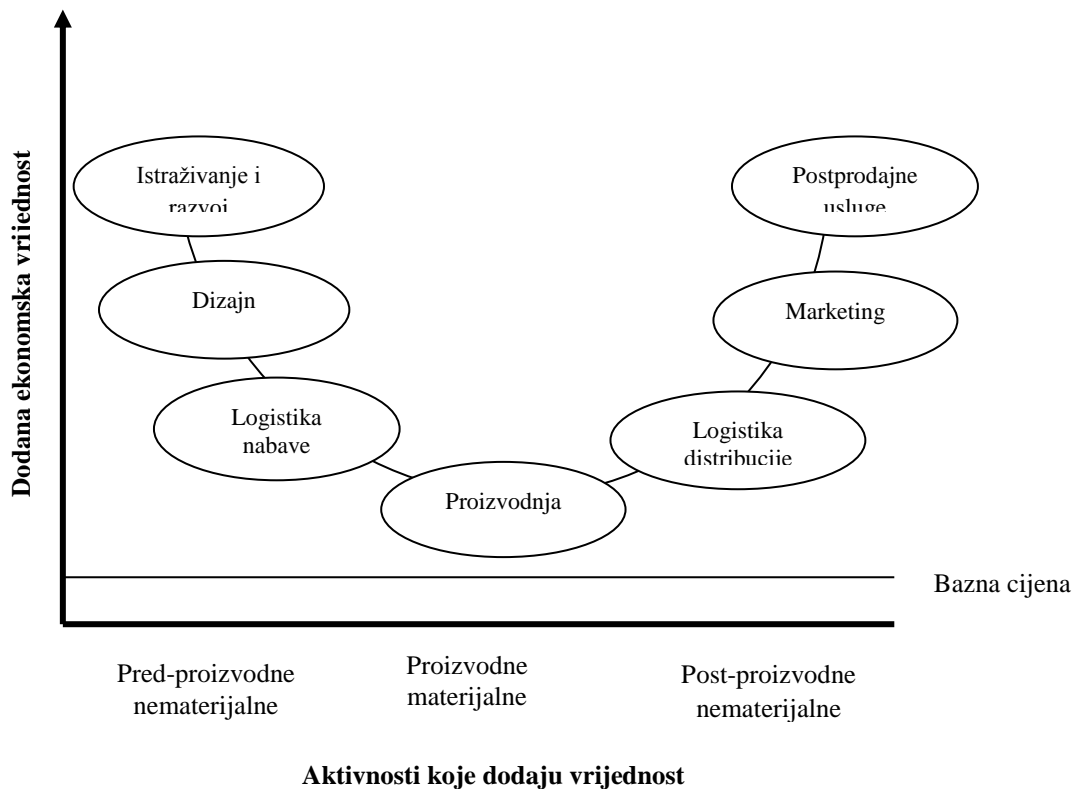 Dodana ekonomska vrijednost
Istraživanje i
razvoj
Dizajn
Logistika
nabave
Proizvodnja
Logistika
distribucije
Marketing
Postprodajne
usluge
Bazna cijena
Pred-proizvodne
nematerijalne
Proizvodne
materijalne
Post-proizvodne
nematerijalne
Aktivnosti koje dodaju vrijednost